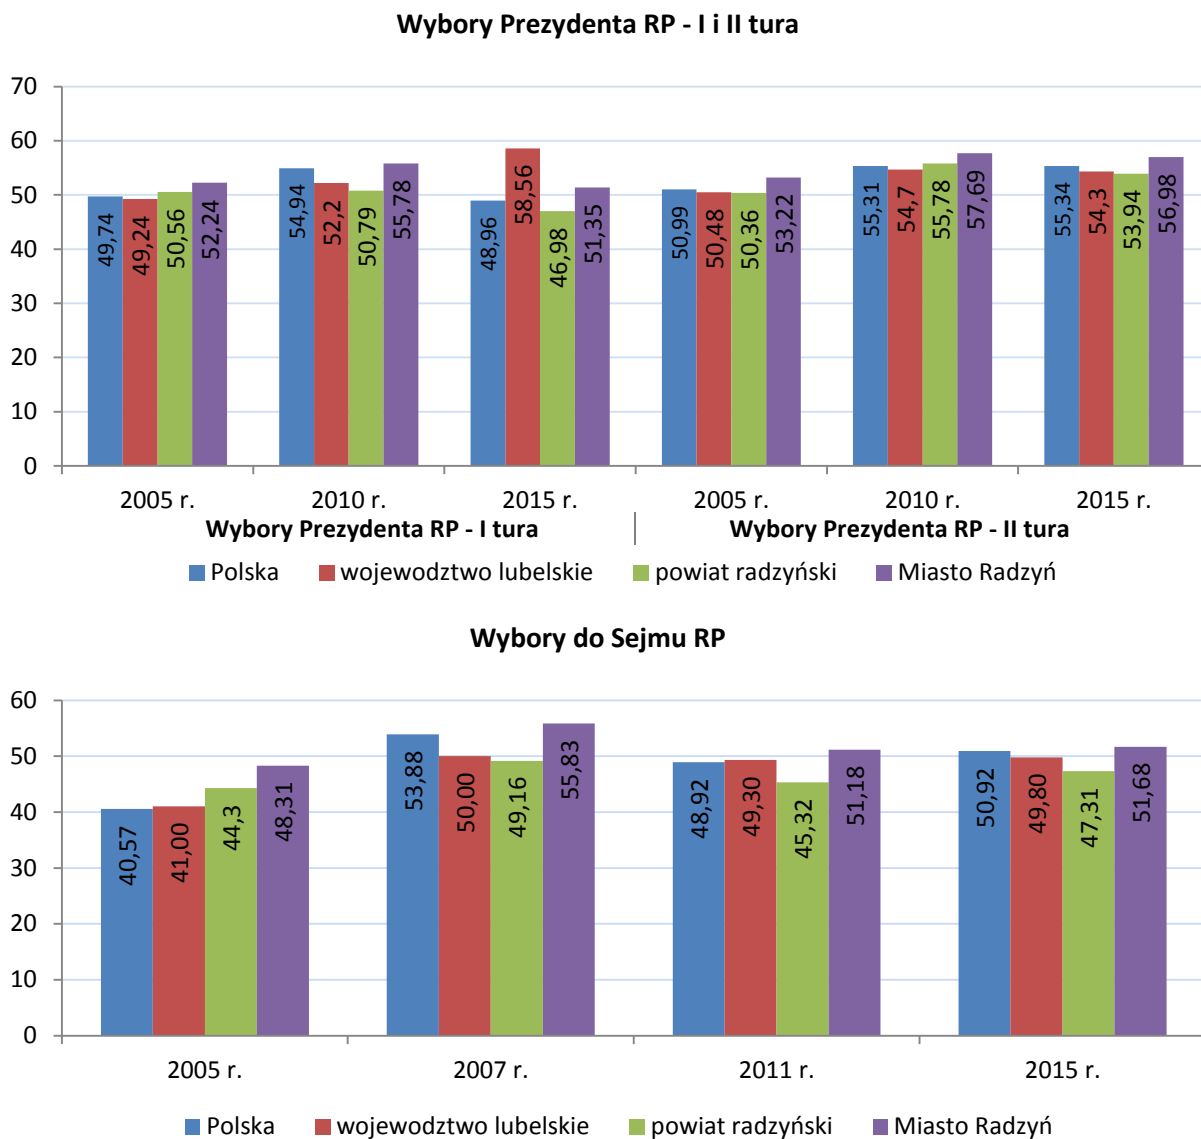 Wybory Prezydenta RP - I i II tura
70
60
50
40
30
20
10
0
49,74 49,24 50,56 52,24
54,94 52,2 50,79 55,78
48,96 58,56 46,98 51,35
50,99 50,48 50,36 53,22
55,31 54,7 55,78 57,69
55,34 54,3 53,94 56,98
2005 r. 2010 r. 2015 r. 2005 r. 2010 r. 2015 r.
Wybory Prezydenta RP - I tura Wybory Prezydenta RP - II tura
Polska wojewodztwo lubelskie powiat radzyński Miasto Radzyń
Wybory do Sejmu RP
60
50
40
30
20
10
0
40,57 41,00 44,3 48,31
53,88 50,00 49,16 55,83
48,92 49,30 45,32 51,18
50,92 49,80 47,31 51,68
2005 r. 2007 r. 2011 r. 2015 r.
Polska wojewodztwo lubelskie powiat radzyński Miasto Radzyń